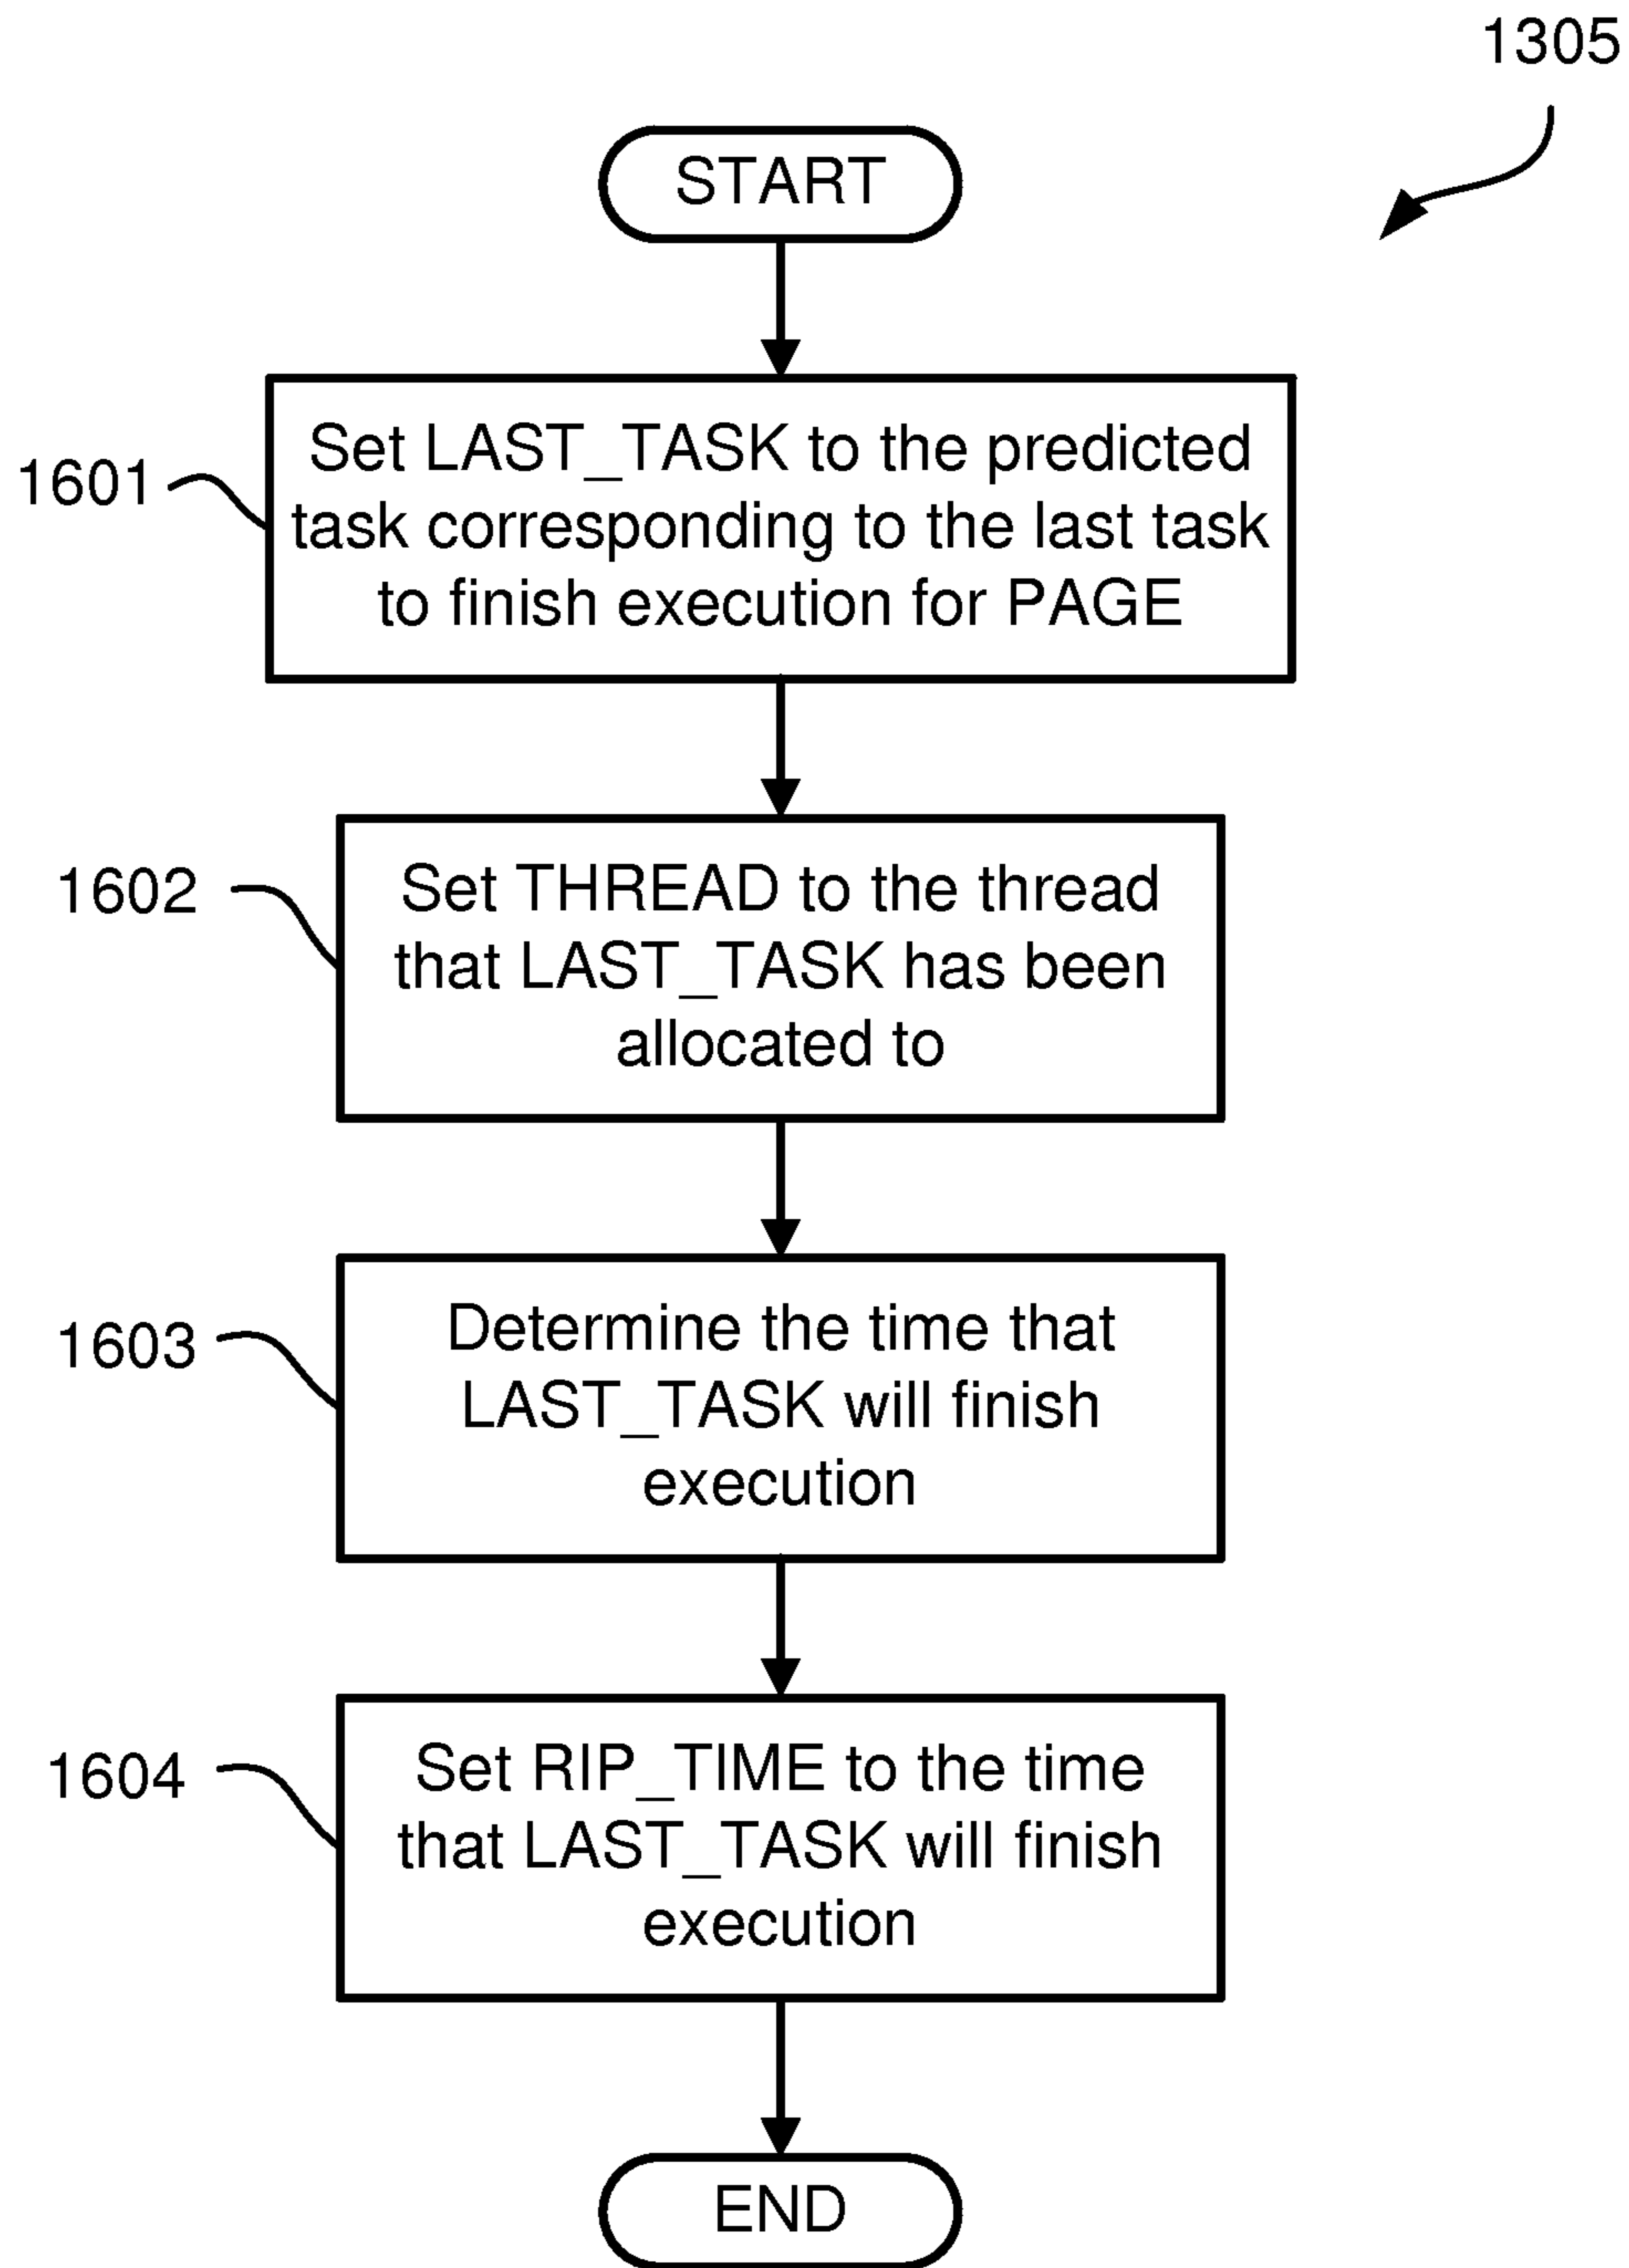 1305
START
1601
Set LAST_TASK to the predicted
task corresponding to the last task
to finish execution for PAGE
1602
Set THREAD to the thread
that LAST_TASK has been
allocated to
1603
Determine the time that
LAST_TASK will finish
execution
1604
Set RIP_TIME to the time
that LAST_TASK will finish
execution
END